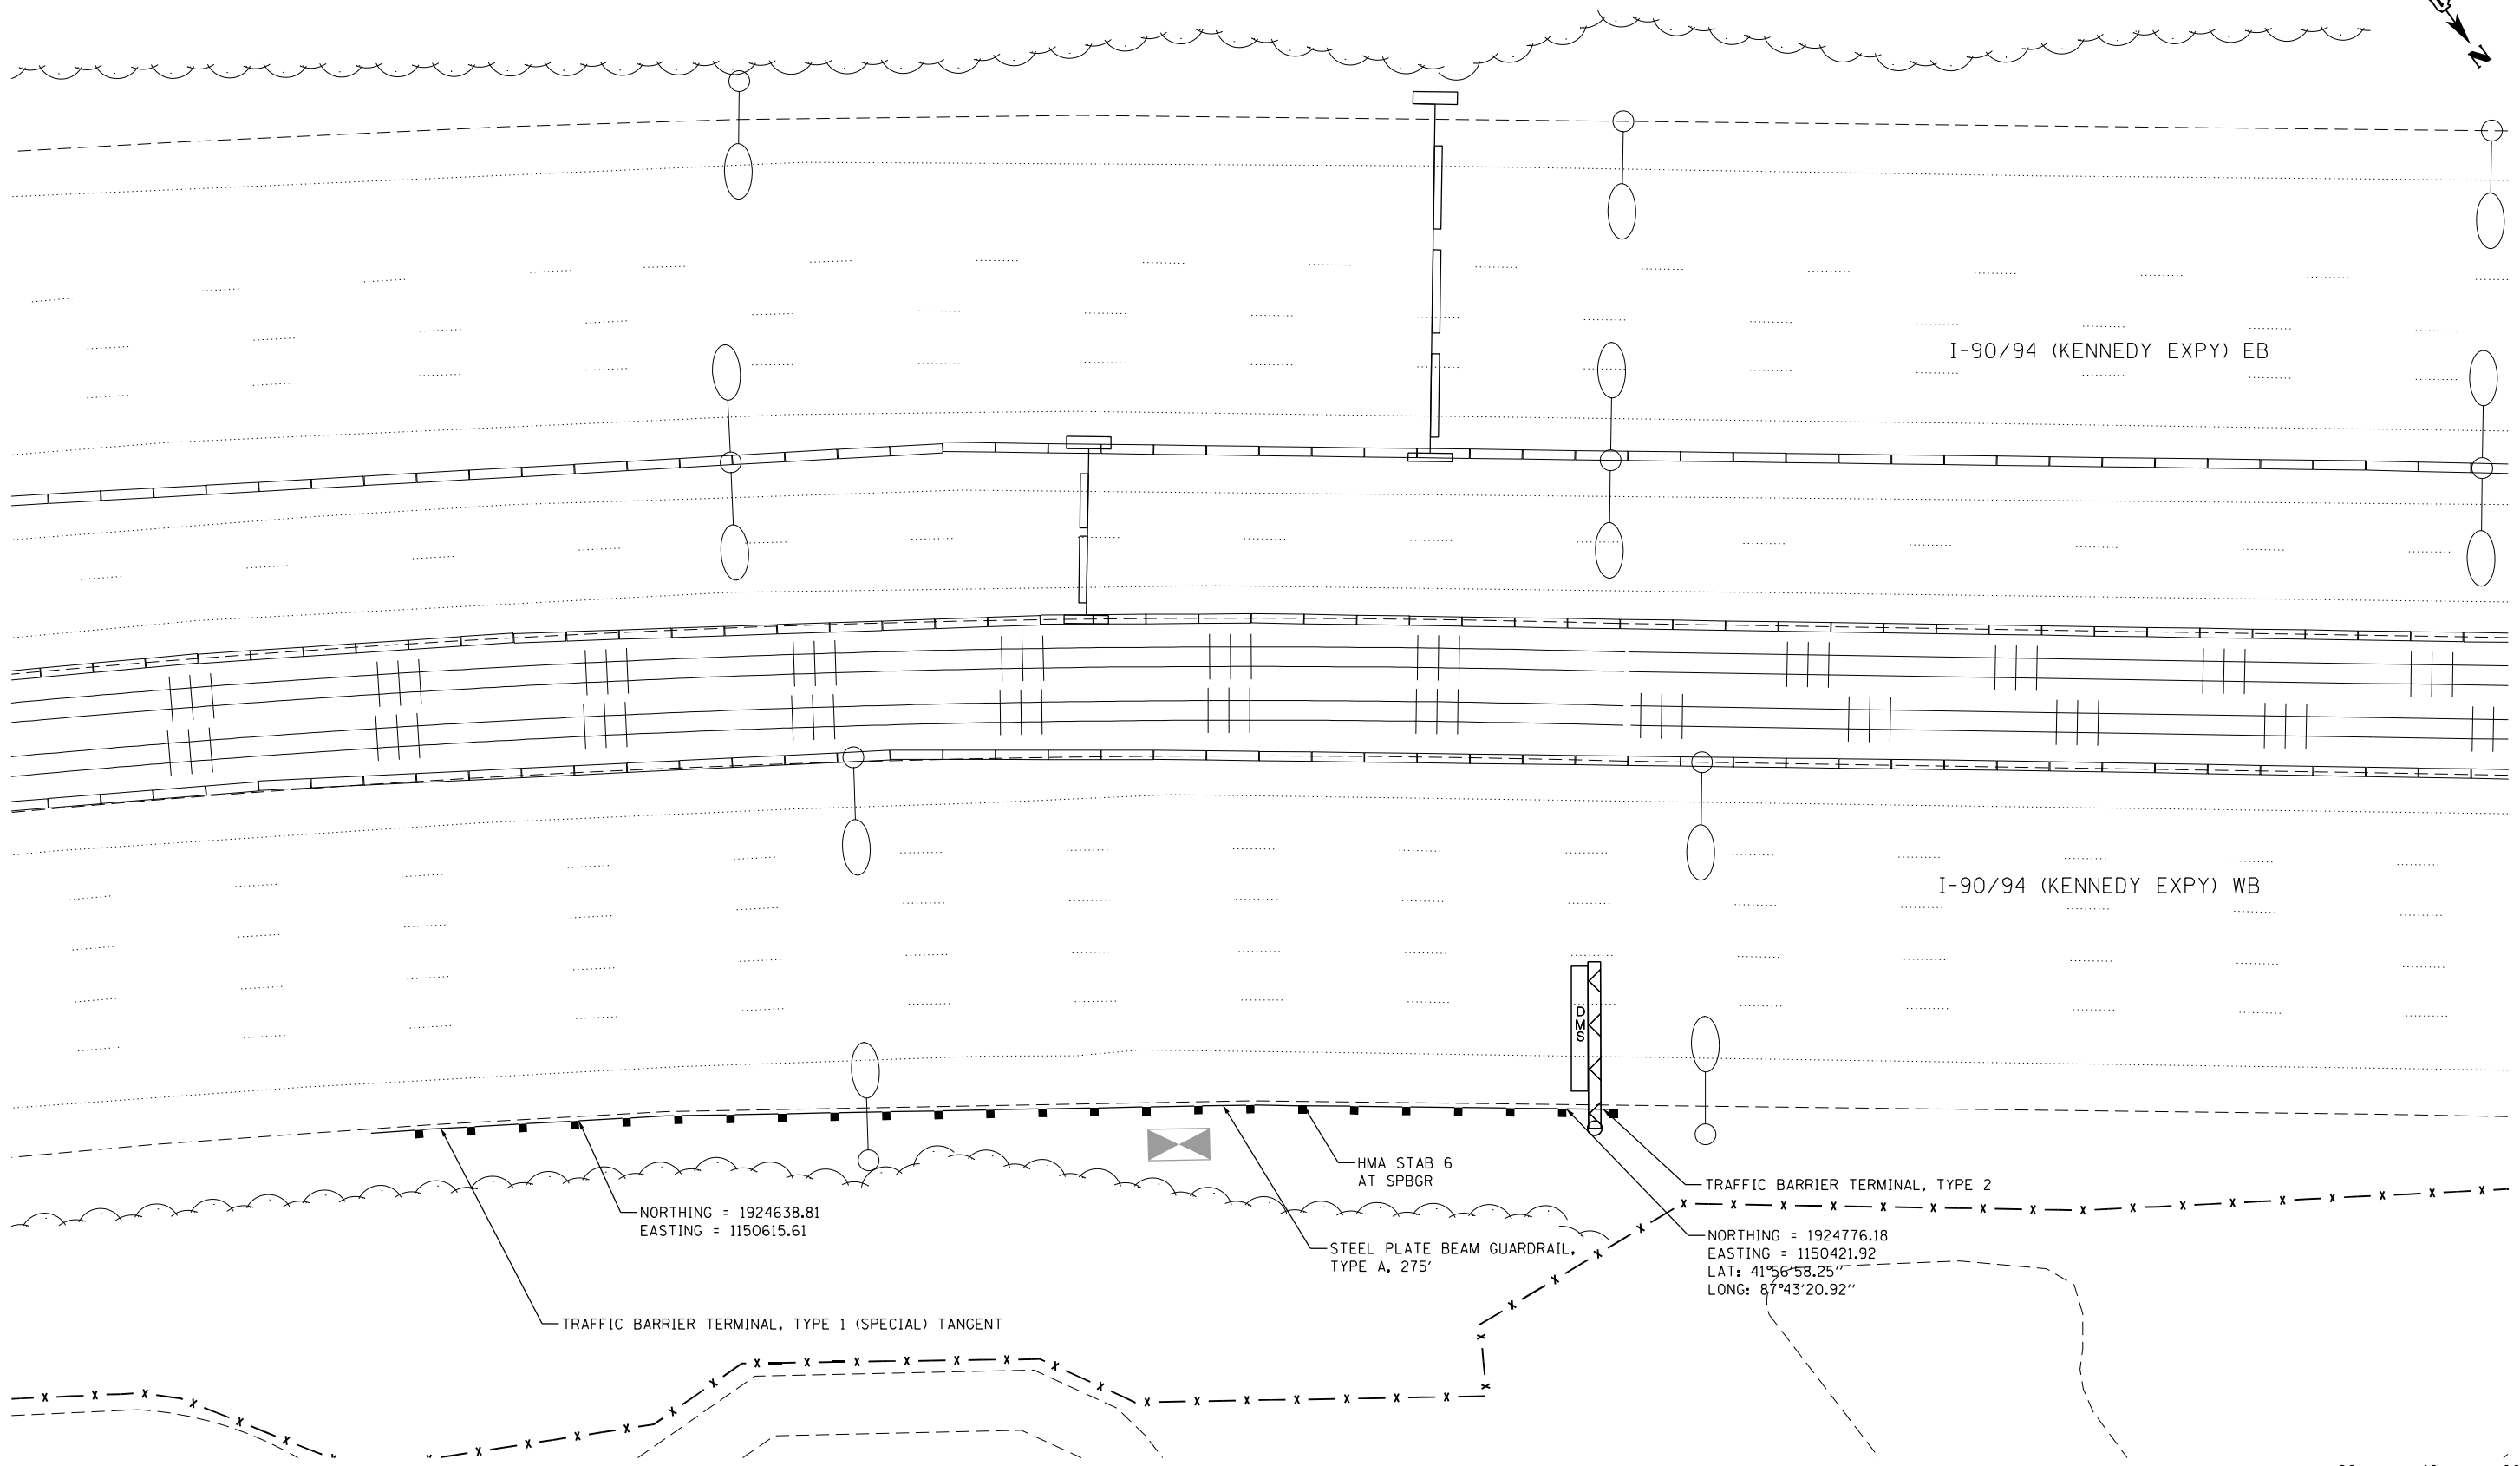 N
I-90/94 (KENNEDY EXPY) EB
I-90/94 (KENNEDY EXPY) WB
DMS
HMA STAB 6
AT SPBGR
TRAFFIC BARRIER TERMINAL, TYPE 2
NORTHING = 1924638.81
EASTING = 1150615.61
NORTHING = 1924776.18
EASTING = 1150421.92
LAT: 41°56'58.25''
LONG: 87°43'20.92''
STEEL PLATE BEAM GUARDRAIL,
TYPE A, 275'
TRAFFIC BARRIER TERMINAL, TYPE 1 (SPECIAL) TANGENT